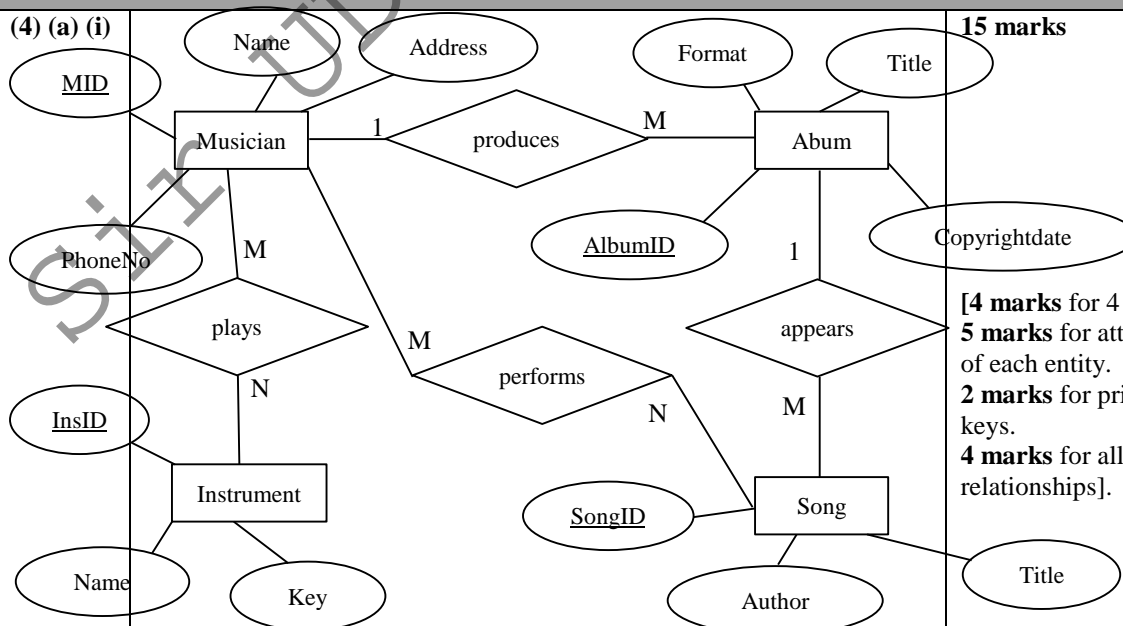 (4) (a) (i)
15 marks
Name
Address
Format
Title
MID
Musician
1
produces
M
Abum
PhoneNo
AlbumID
Copyrightdate
M
1
plays
appears
M
performs
N
N
M
InsID
Instrument
SongID
Song
Name
Key
Author
Title
[4 marks for 4
5 marks for att
of each entity.
2 marks for pri
keys.
4 marks for all
relationships].
Sir